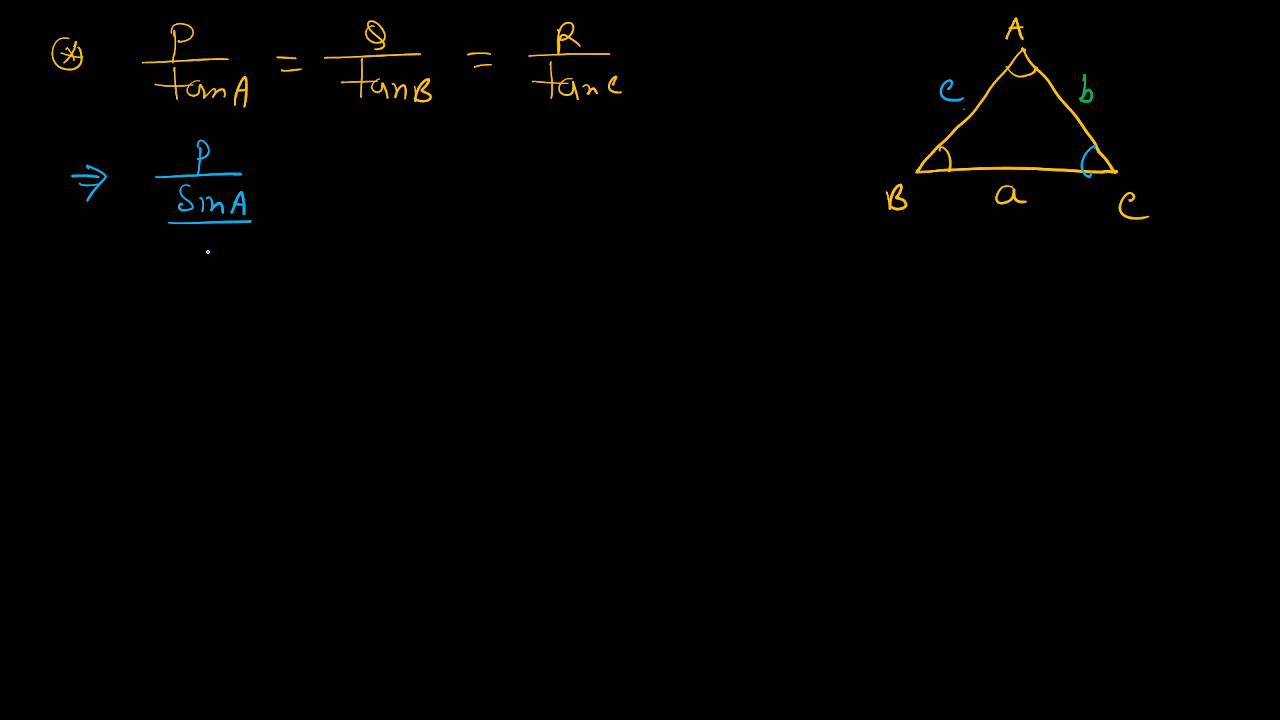 ⊛ P/tanA = Q/tanB = R/tanC
⇒ P/sinA
A
c b
B a C